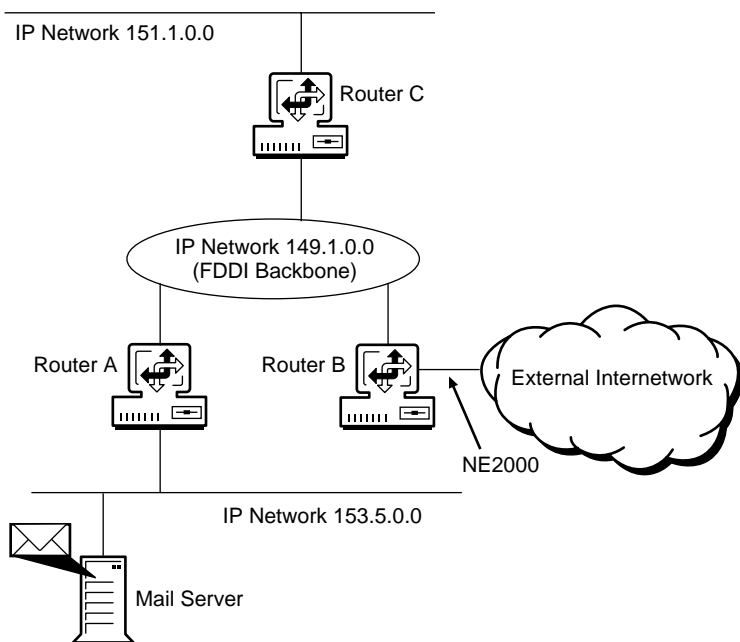 IP Network 151.1.0.0
Router C
IP Network 149.1.0.0
(FDDI Backbone)
Router A
Router B
External Internetwork
NE2000
IP Network 153.5.0.0
Mail Server